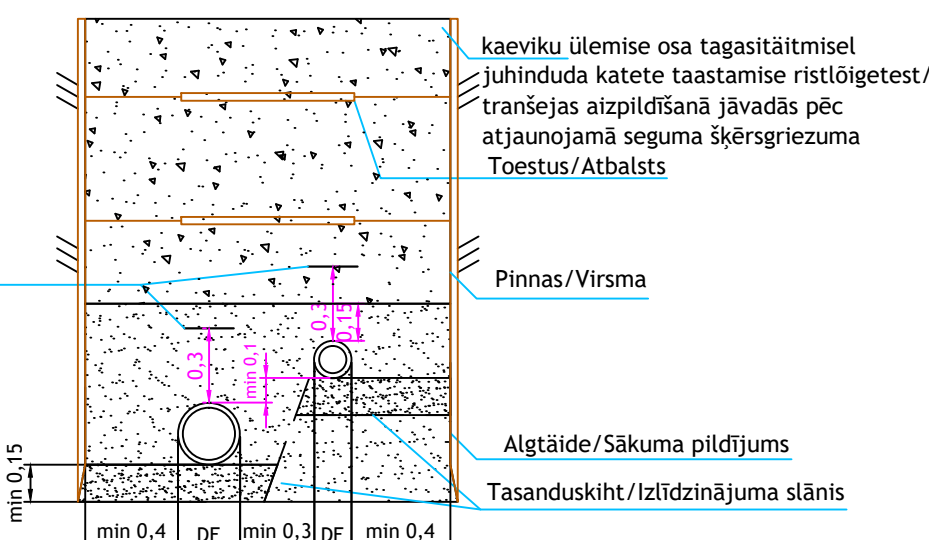 kaeviku ülemise osa tagasitäitmisel
juhinduda katete taastamise ristlõigetest/
tranšejas aizpildīšanā jāvadās pēc
atjaunojamā seguma šķērsgriezuma
Toestus/Atbalsts
Pinnas/Virsma
0,3
0,15
0,3
min 0,1
Algtäide/Sākuma pildījums
min 0,15
Tasanduskiht/Izlīdzinājuma slānis
min 0,4 DE min 0,3 DE min 0,4